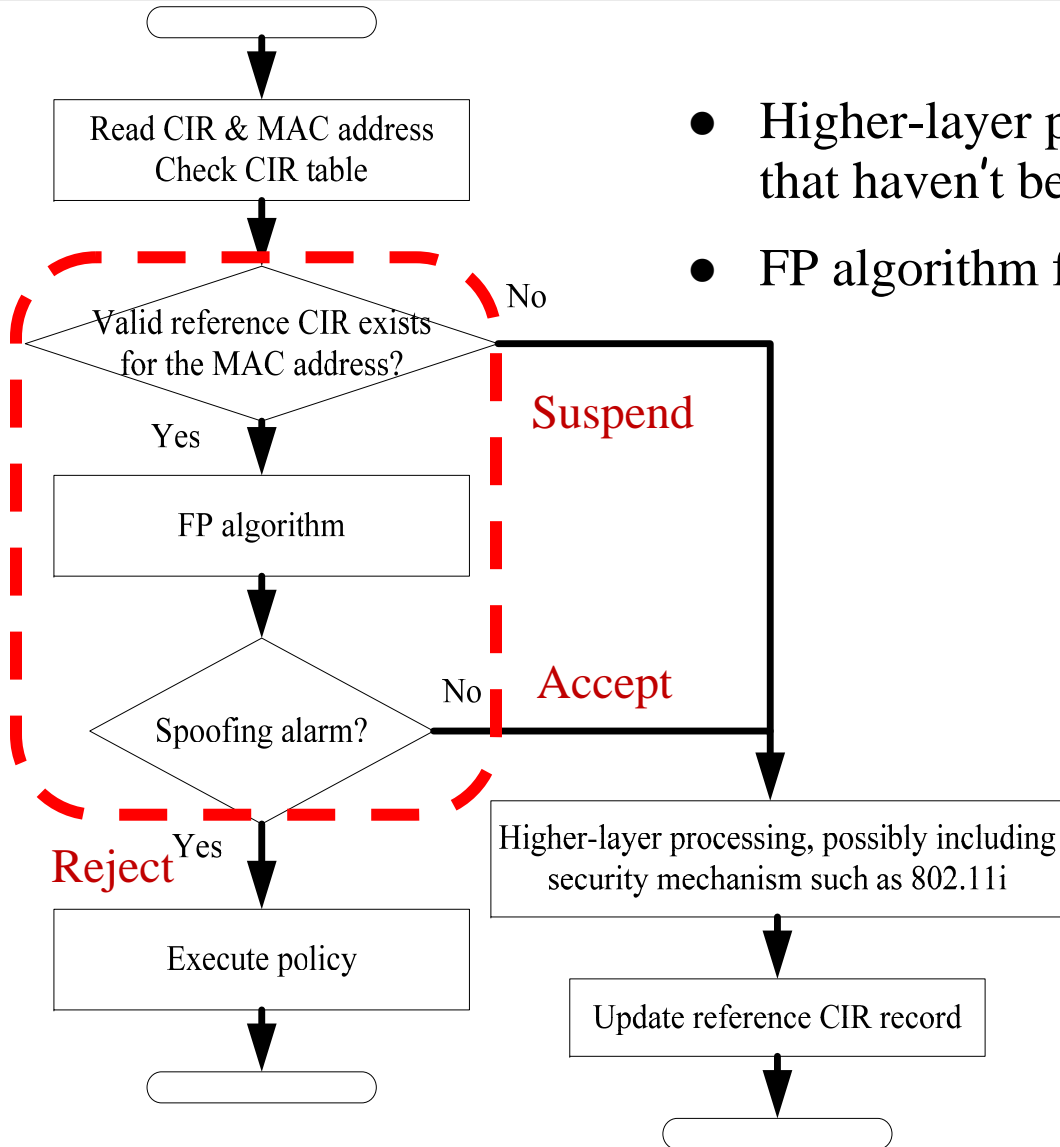 Read CIR & MAC address
Check CIR table
Valid reference CIR exists
for the MAC address?
No
Suspend
Yes
FP algorithm
Spoofing alarm?
No
Accept
Yes
Reject
Execute policy
Higher-layer processing, possibly including
security mechanism such as 802.11i
Update reference CIR record
● Higher-layer
that haven't
● FP algorithm